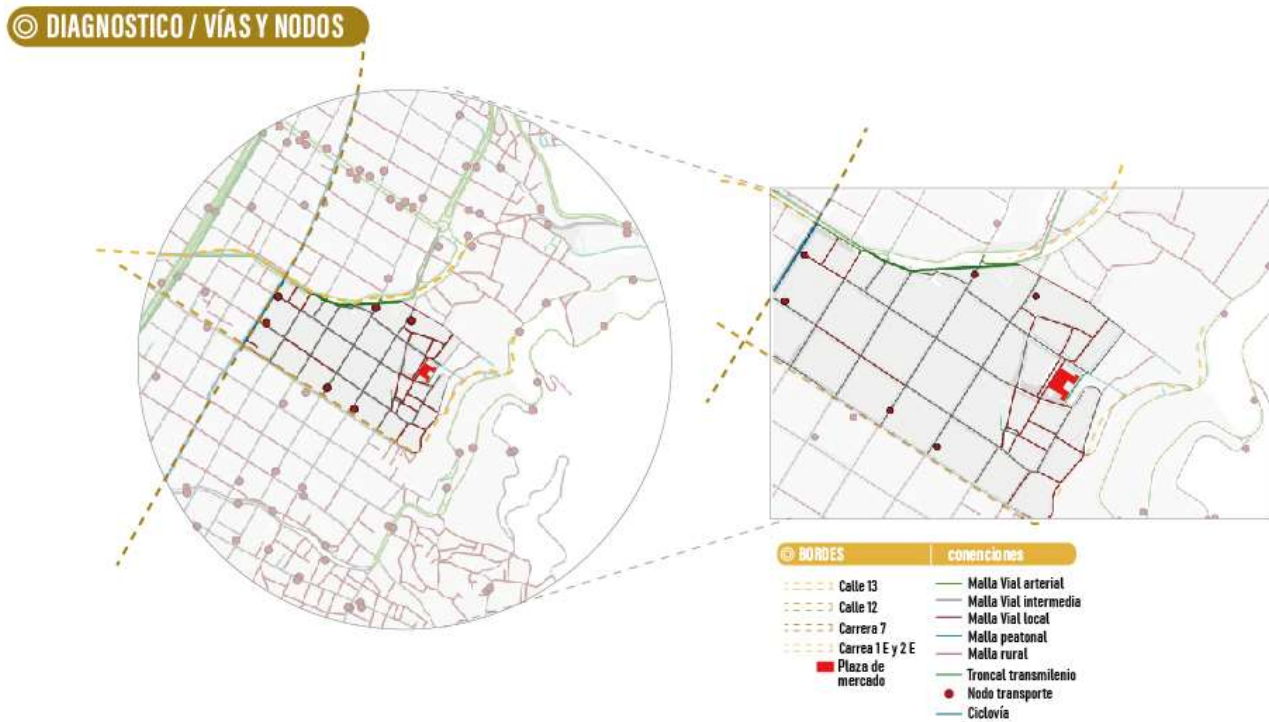 DIAGNOSTICO / VÍAS Y NODOS
BORDES
Calle 13
Calle 12
Carrera 7
Carrea 1 E y 2 E
Plaza de
mercado
conenciones
Malla Vial arterial
Malla Vial intermedia
Malla Vial local
Malla peatonal
Malla rural
Troncal transmilenio
Nodo transporte
Ciclovía